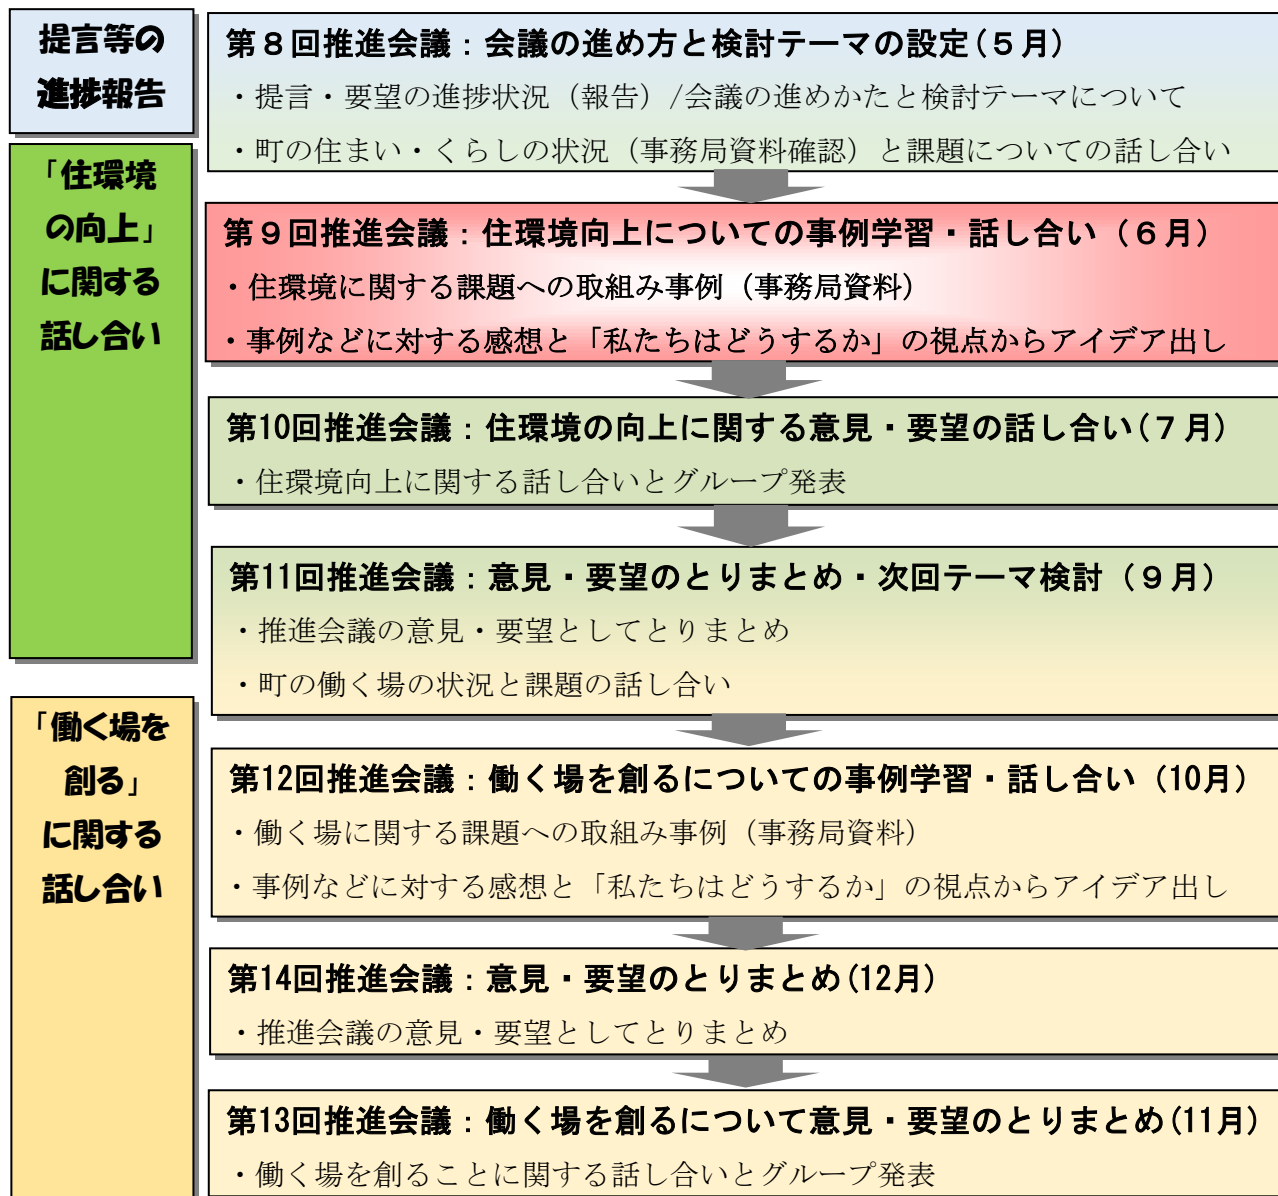 提言等の
進捗報告
第８回推進会議：会議の進め方と検討テーマの設定(５月)
・提言・要望の進捗状況（報告）/会議の進めかたと検討テーマについて
・町の住まい・くらしの状況（事務局資料確認）と課題についての話し合い
「住環境
の向上」
に関する
話し合い
第９回推進会議：住環境向上についての事例学習・話し合い（６月）
・住環境に関する課題への取組み事例（事務局資料）
・事例などに対する感想と「私たちはどうするか」の視点からアイデア出し
第10回推進会議：住環境の向上に関する意見・要望の話し合い(７月)
・住環境向上に関する話し合いとグループ発表
第11回推進会議：意見・要望のとりまとめ・次回テーマ検討（９月）
・推進会議の意見・要望としてとりまとめ
・町の働く場の状況と課題の話し合い
「働く場を
創る」
に関する
話し合い
第12回推進会議：働く場を創るについての事例学習・話し合い（10月）
・働く場に関する課題への取組み事例（事務局資料）
・事例などに対する感想と「私たちはどうするか」の視点からアイデア出し
第14回推進会議：意見・要望のとりまとめ(12月)
・推進会議の意見・要望としてとりまとめ
第13回推進会議：働く場を創るについて意見・要望のとりまとめ(11月)
・働く場を創ることに関する話し合いとグループ発表